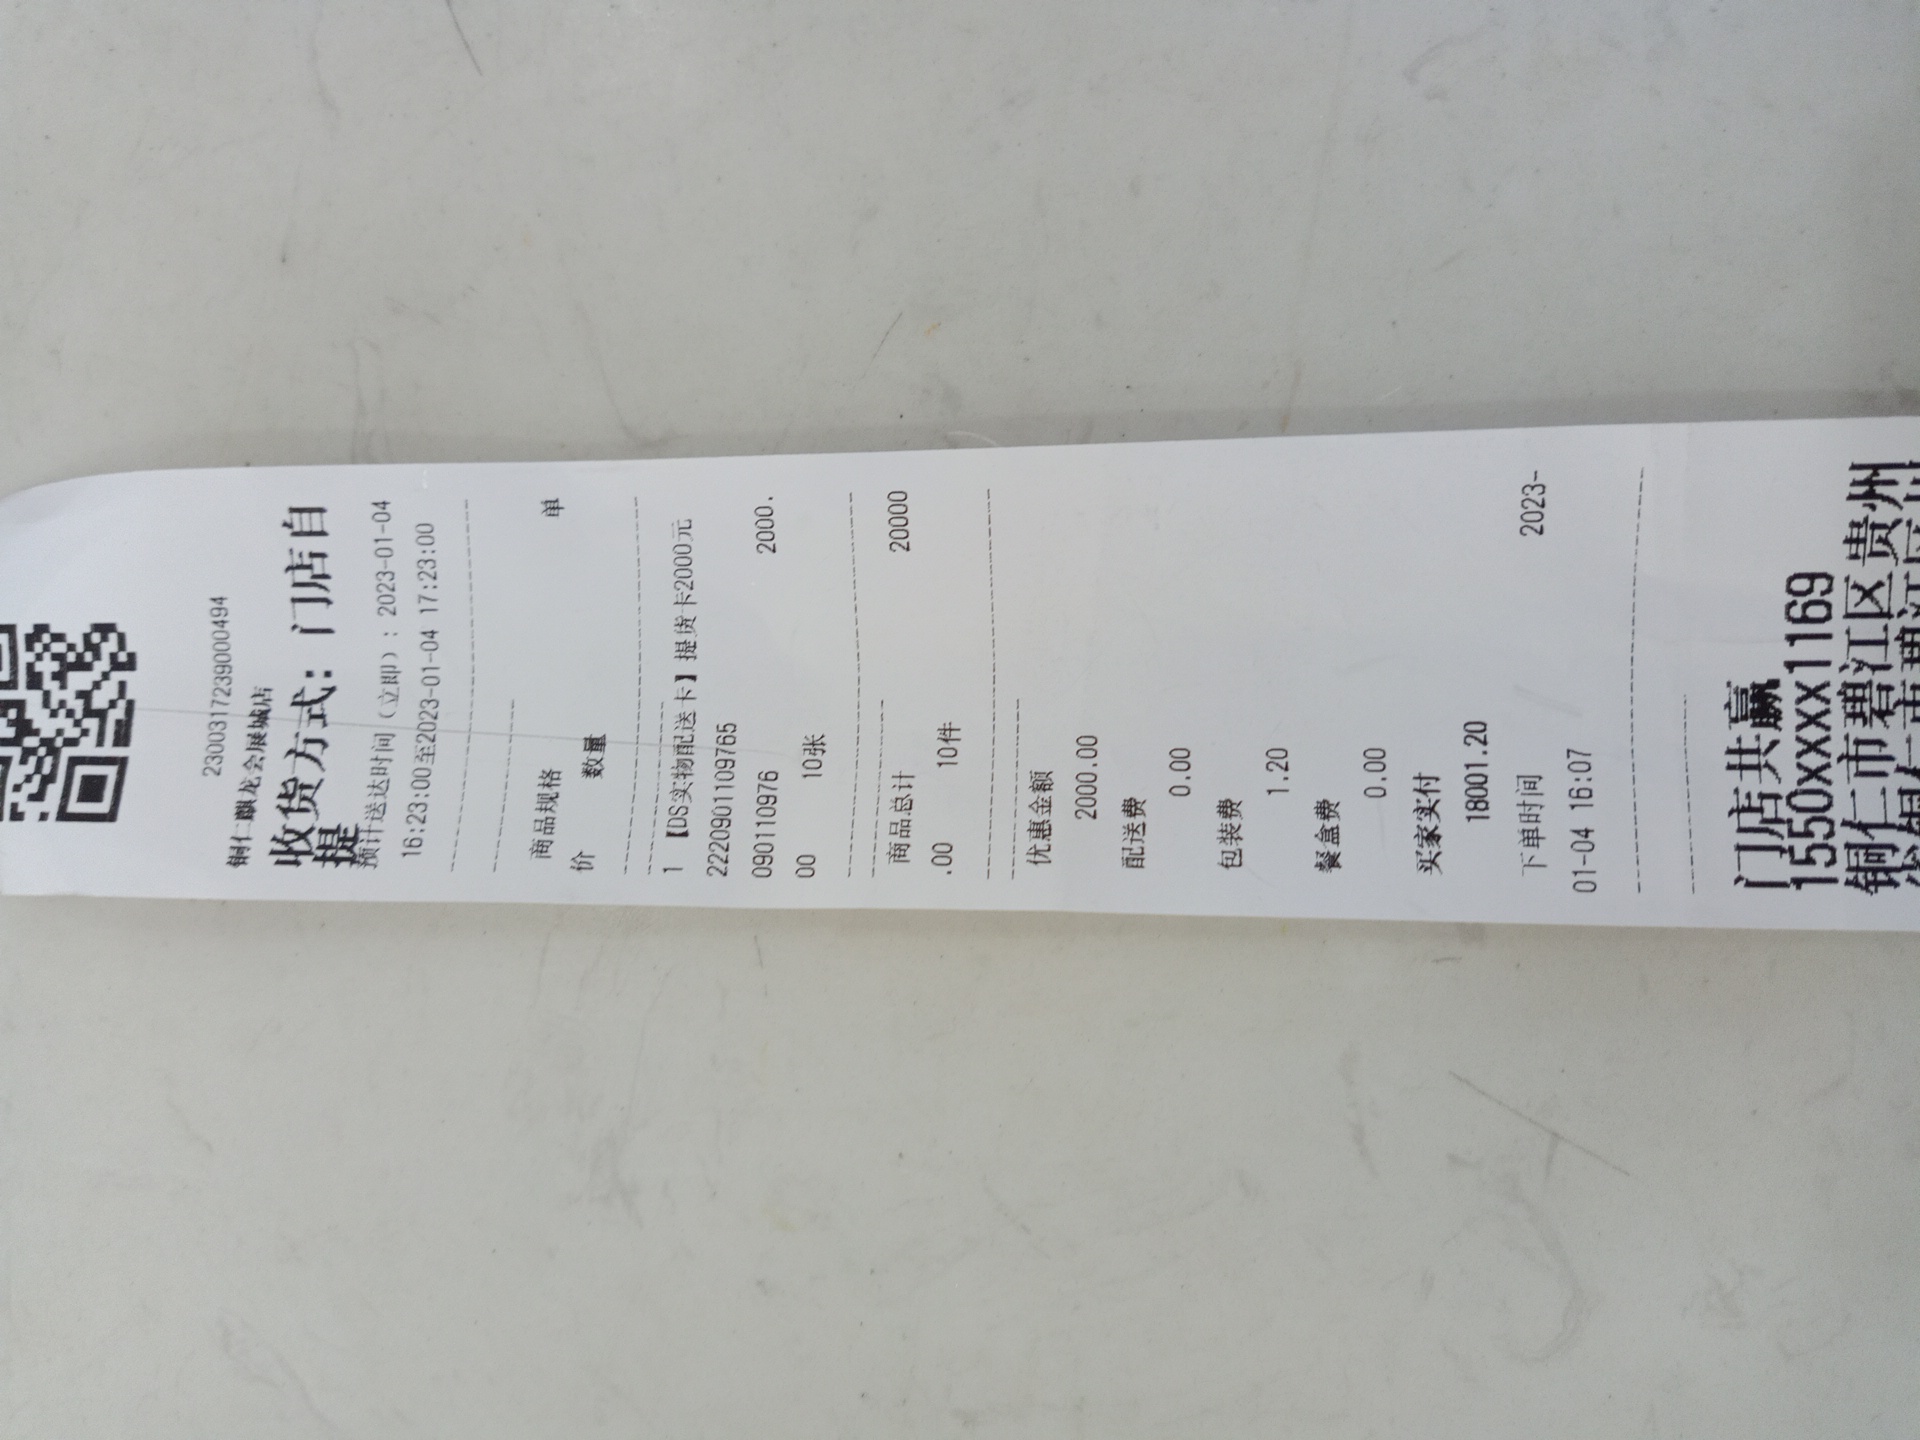 2300317239000494
铜仁麒龙会展城店
收货方式：门店自
提
预计送达时间（立即）：2023-01-04
16:23:00至2023-01-04 17:23:00
商品规格 单
价 数量
1 【DS实物配送卡】提货卡2000元
2220901109765
0901110976 2000.
00 10张
商品总计 20000
.00 10件
优惠金额
2000.00
配送费
0.00
包装费
1.20
餐盒费
0.00
买家实付
18001.20
下单时间 2023-
01-04 16:07
门店共赢
1550xxxx1169
铜仁市碧江区贵州